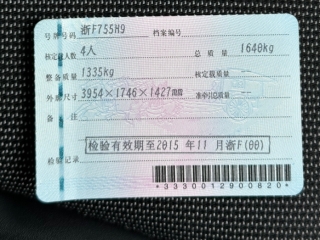 号牌号码 浙F755M9 档案编号
核定载人数 4人 总质量 1640kg
整备质量 1335kg 核定载质量 --
外廓尺寸 3954×1746×1427mm 准牵引总质量 --
备注
检验有效期至2015年11月浙F(00)
检验记录
*3330012900820*